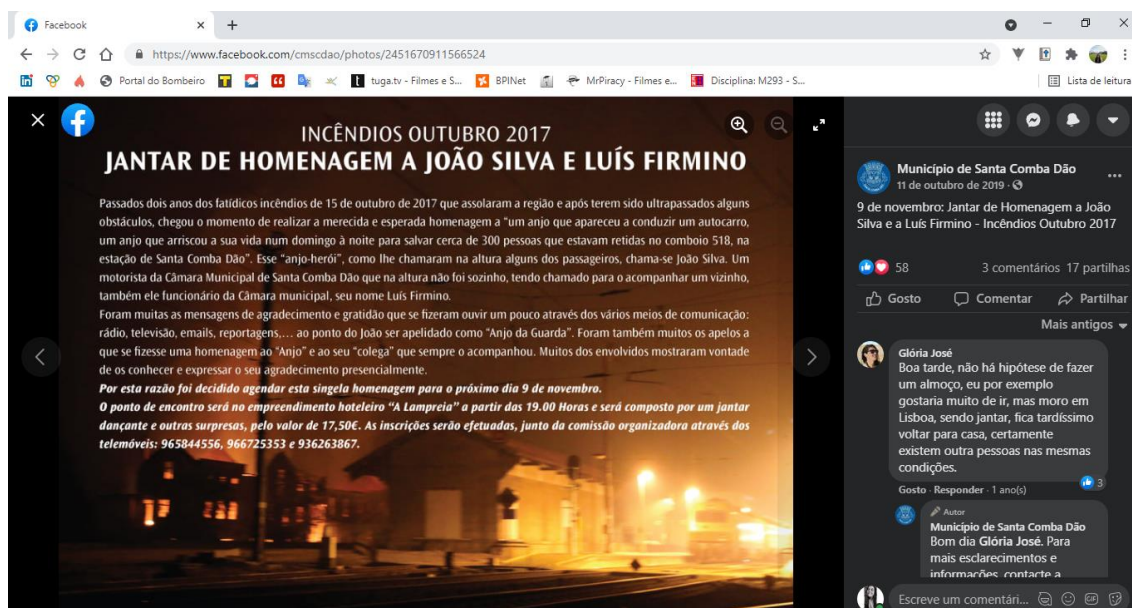 Facebook
https://www.facebook.com/cmscdao/photos/2451670911566524
Portal do Bombeiro
tuga.tv - Filmes e S...
BPINet
MrPiracy - Filmes e...
Disciplina: M293 - S...
Lista de leitura
INCÊNDIOS OUTUBRO 2017
JANTAR DE HOMENAGEM A JOÃO SILVA E LUÍS FIRMINO
Passados dois anos dos fatídicos incêndios de 15 de outubro de 2017 que assolaram a região e após terem sido ultrapassados alguns
obstáculos, chegou o momento de realizar a merecida e esperada homenagem a “um anjo que apareceu a conduzir um autocarro,
um anjo que arriscou a sua vida num domingo à noite para salvar cerca de 300 pessoas que estavam retidas no comboio 518, na
estação de Santa Comba Dão”. Esse “anjo-herói”, como lhe chamaram na altura alguns dos passageiros, chama-se João Silva. Um
motorista da Câmara Municipal de Santa Comba Dão que na altura não foi sozinho, tendo chamado para o acompanhar um vizinho,
também ele funcionário da Câmara municipal, seu nome Luís Firmino.
Foram muitas as mensagens de agradecimento e gratidão que se fizeram ouvir um pouco através dos vários meios de comunicação:
rádio, televisão, emails, reportagens,... ao ponto do João ser apelidado como “Anjo da Guarda”. Foram também muitos os apelos a
que se fizesse uma homenagem ao “Anjo” e ao seu “colega” que sempre o acompanhou. Muitos dos envolvidos mostraram vontade
de os conhecer e expressar o seu agradecimento presencialmente.
Por esta razão foi decidido agendar esta singela homenagem para o próximo dia 9 de novembro.
O ponto de encontro será no empreendimento hoteleiro “A Lampreia” a partir das 19.00 Horas e será composto por um jantar
dançante e outras surpresas, pelo valor de 17,50€. As inscrições serão efetuadas, junto da comissão organizadora através dos
telemóveis: 965844556, 966725353 e 936263867.
Município de Santa Comba Dão
11 de outubro de 2019
9 de novembro: Jantar de Homenagem a João
Silva e a Luís Firmino - Incêndios Outubro 2017
58 3 comentários 17 partilhas
Gosto Comentar Partilhar
Mais antigos
Glória José
Boa tarde, não há hipótese de fazer
um almoço, eu por exemplo
gostaria muito de ir, mas moro em
Lisboa, sendo jantar, fica tardíssimo
voltar para casa, certamente
existem outra pessoas nas mesmas
condições.
Gosto · Responder · 1 ano(s) 3
Autor
Município de Santa Comba Dão
Bom dia Glória José. Para
mais esclarecimentos e
informações, contacte a
Escreve um comentári... GIF